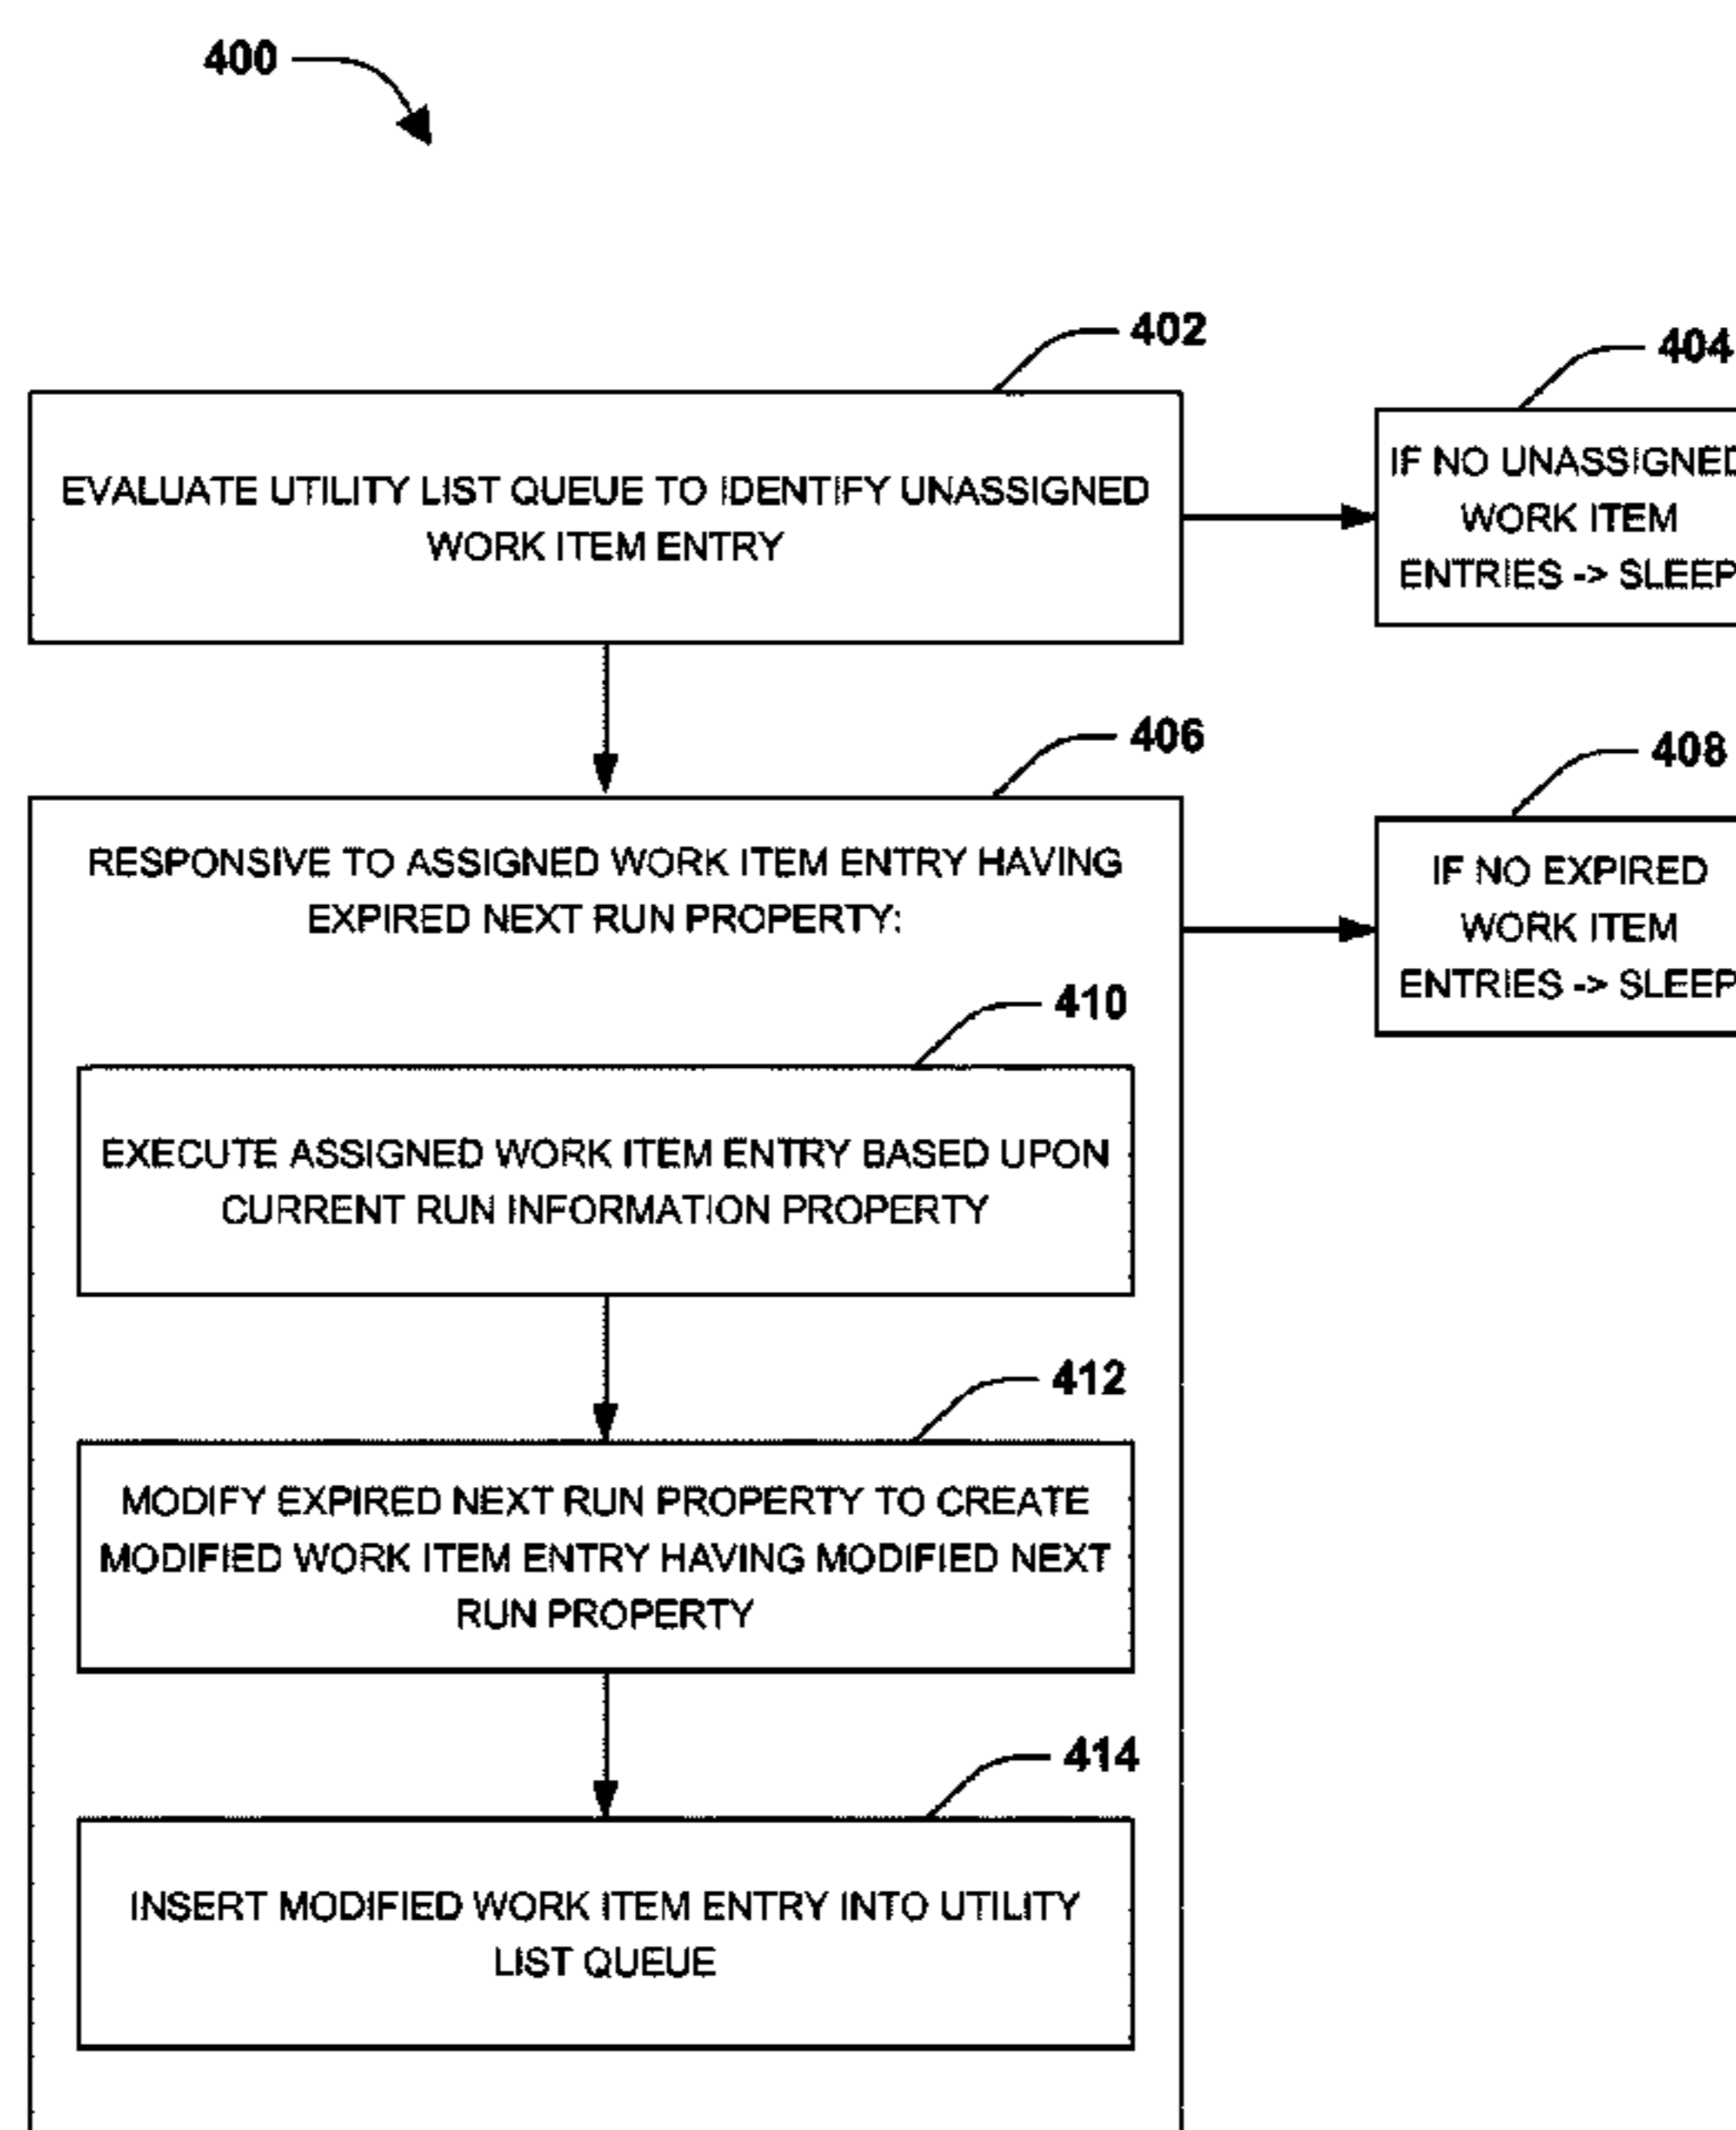 400
402
EVALUATE UTILITY LIST QUEUE TO IDENTIFY UNASSIGNED
WORK ITEM ENTRY
404
IF NO UNASSIGNED
WORK ITEM
ENTRIES -> SLEEP
406
RESPONSIVE TO ASSIGNED WORK ITEM ENTRY HAVING
EXPIRED NEXT RUN PROPERTY:
408
IF NO EXPIRED
WORK ITEM
ENTRIES -> SLEEP
410
EXECUTE ASSIGNED WORK ITEM ENTRY BASED UPON
CURRENT RUN INFORMATION PROPERTY
412
MODIFY EXPIRED NEXT RUN PROPERTY TO CREATE
MODIFIED WORK ITEM ENTRY HAVING MODIFIED NEXT
RUN PROPERTY
414
INSERT MODIFIED WORK ITEM ENTRY INTO UTILITY
LIST QUEUE